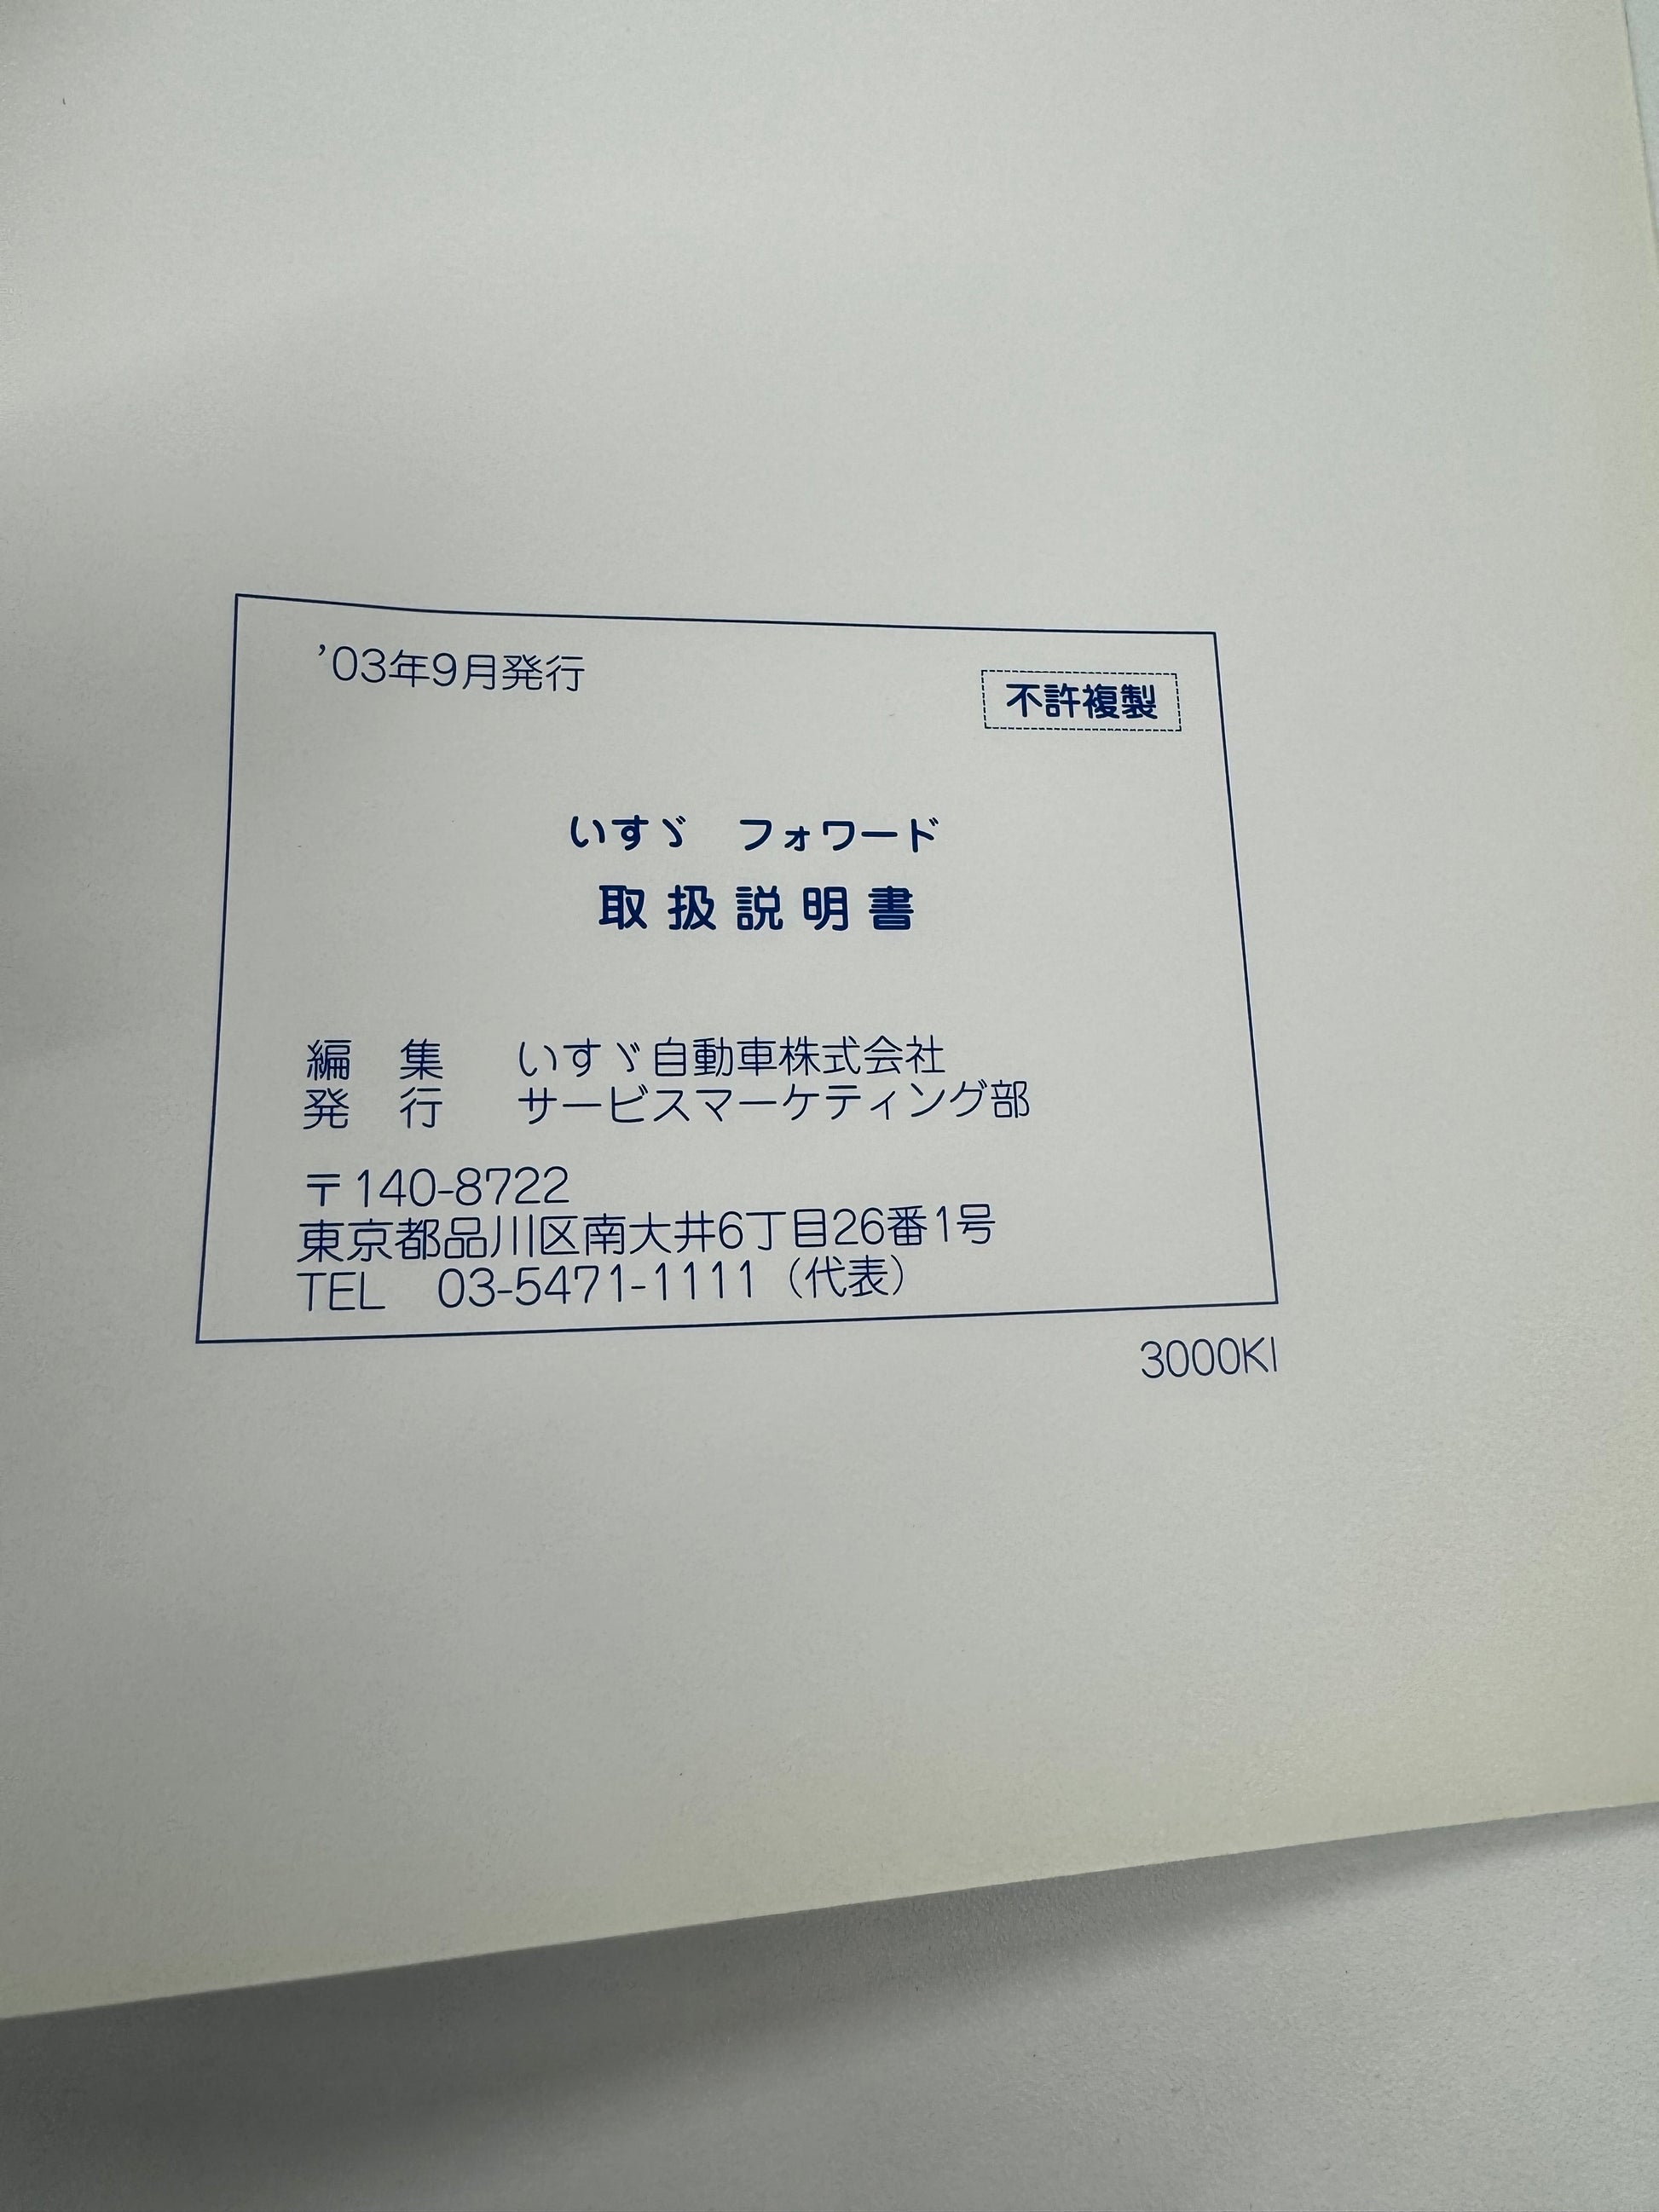 ’03年9月発行
不許複製
いすゞ フォワード
取扱説明書
編 集 いすゞ自動車株式会社
発 行 サービスマーケティング部
〒140-8722
東京都品川区南大井6丁目26番1号
TEL 03-5471-1111（代表）
3000KI